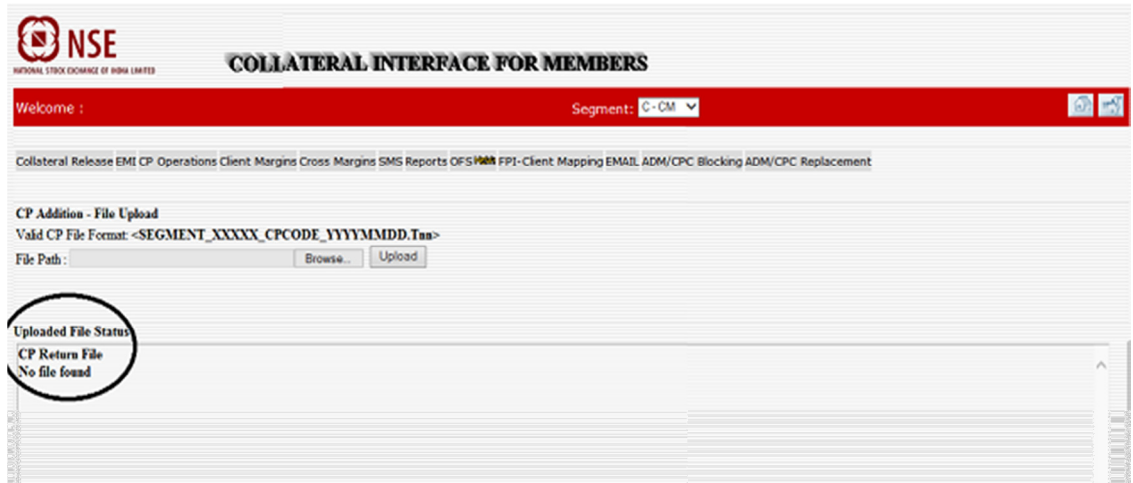 NSE
NATIONAL STOCK EXCHANGE OF INDIA LIMITED
COLLATERAL INTERFACE FOR MEMBERS
Welcome :
Segment: C - CM
Collateral Release EMI CP Operations Client Margins Cross Margins SMS Reports OFS FPI-Client Mapping EMAIL ADM/CPC Blocking ADM/CPC Replacement
CP Addition - File Upload
Valid CP File Format: <SEGMENT_XXXXX_CPCODE_YYYYMMDD.Tnn>
File Path : Browse... Upload
Uploaded File Status
CP Return File
No file found